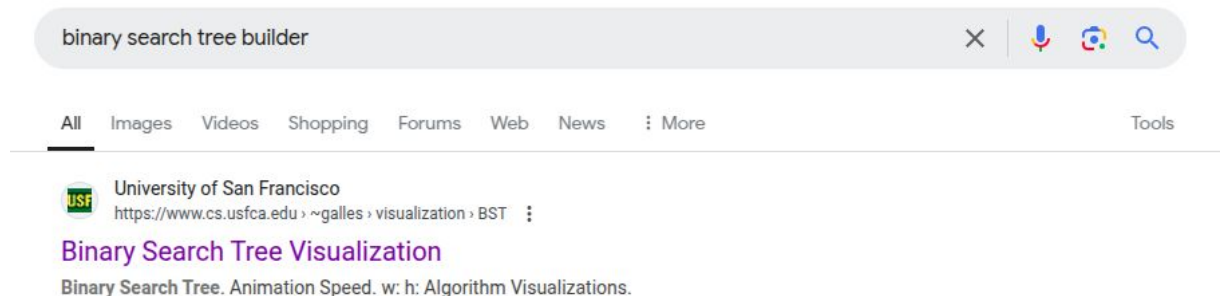 binary search tree builder
All Images Videos Shopping Forums Web News More Tools
USF
University of San Francisco
https://www.cs.usfca.edu › ~galles › visualization › BST
Binary Search Tree Visualization
Binary Search Tree. Animation Speed. w: h: Algorithm Visualizations.